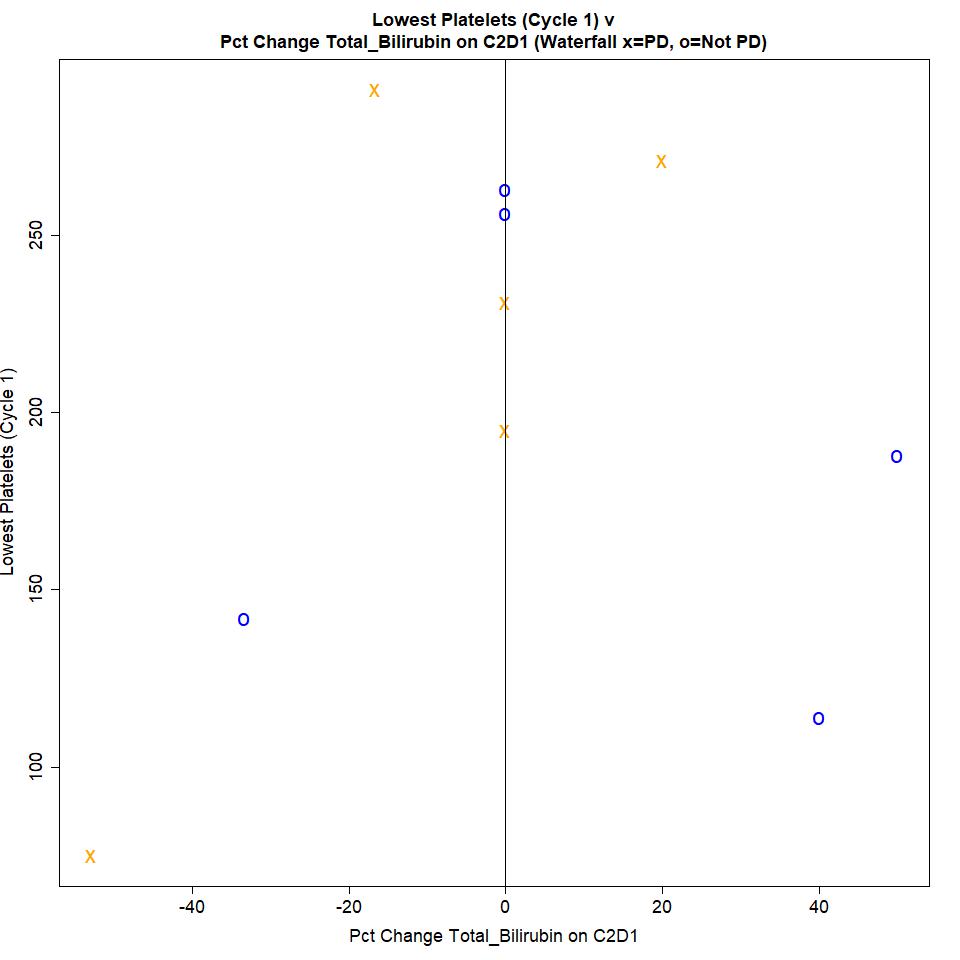 Lowest Platelets (Cycle 1) v
Pct Change Total_Bilirubin on C2D1 (Waterfall x=PD, o=Not PD)
Lowest Platelets (Cycle 1)
250
200
150
100
X
X
O
O
X
X
O
O
O
X
-40
-20
0
20
40
Pct Change Total_Bilirubin on C2D1